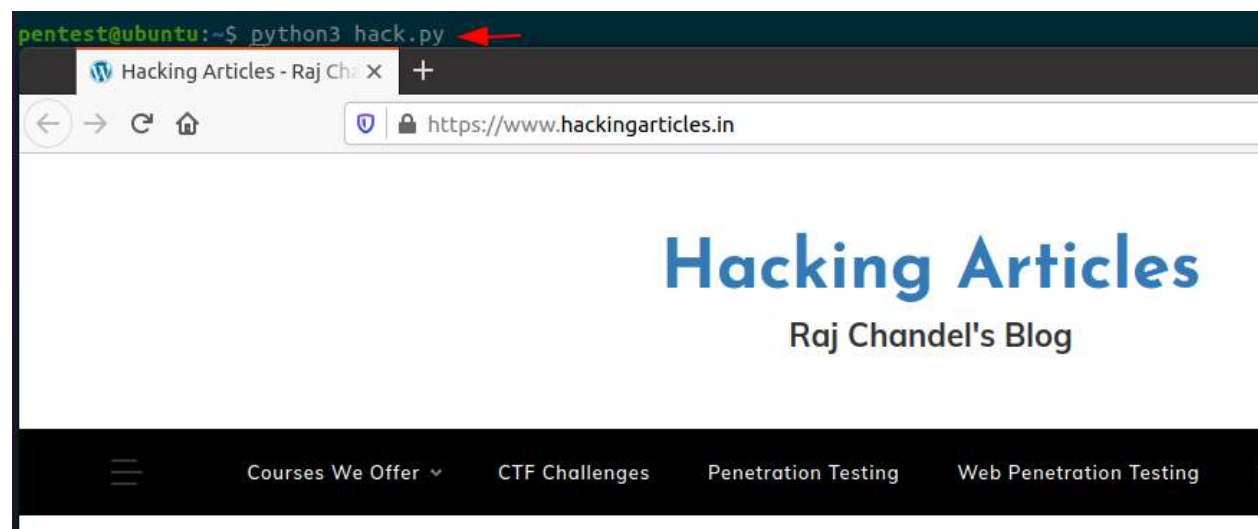 pentest@ubuntu:~$ python3 hack.py
Hacking Articles - Raj Cha
https://www.hackingarticles.in
Hacking Articles
Raj Chandel's Blog
Courses We Offer CTF Challenges Penetration Testing Web Penetration Testing